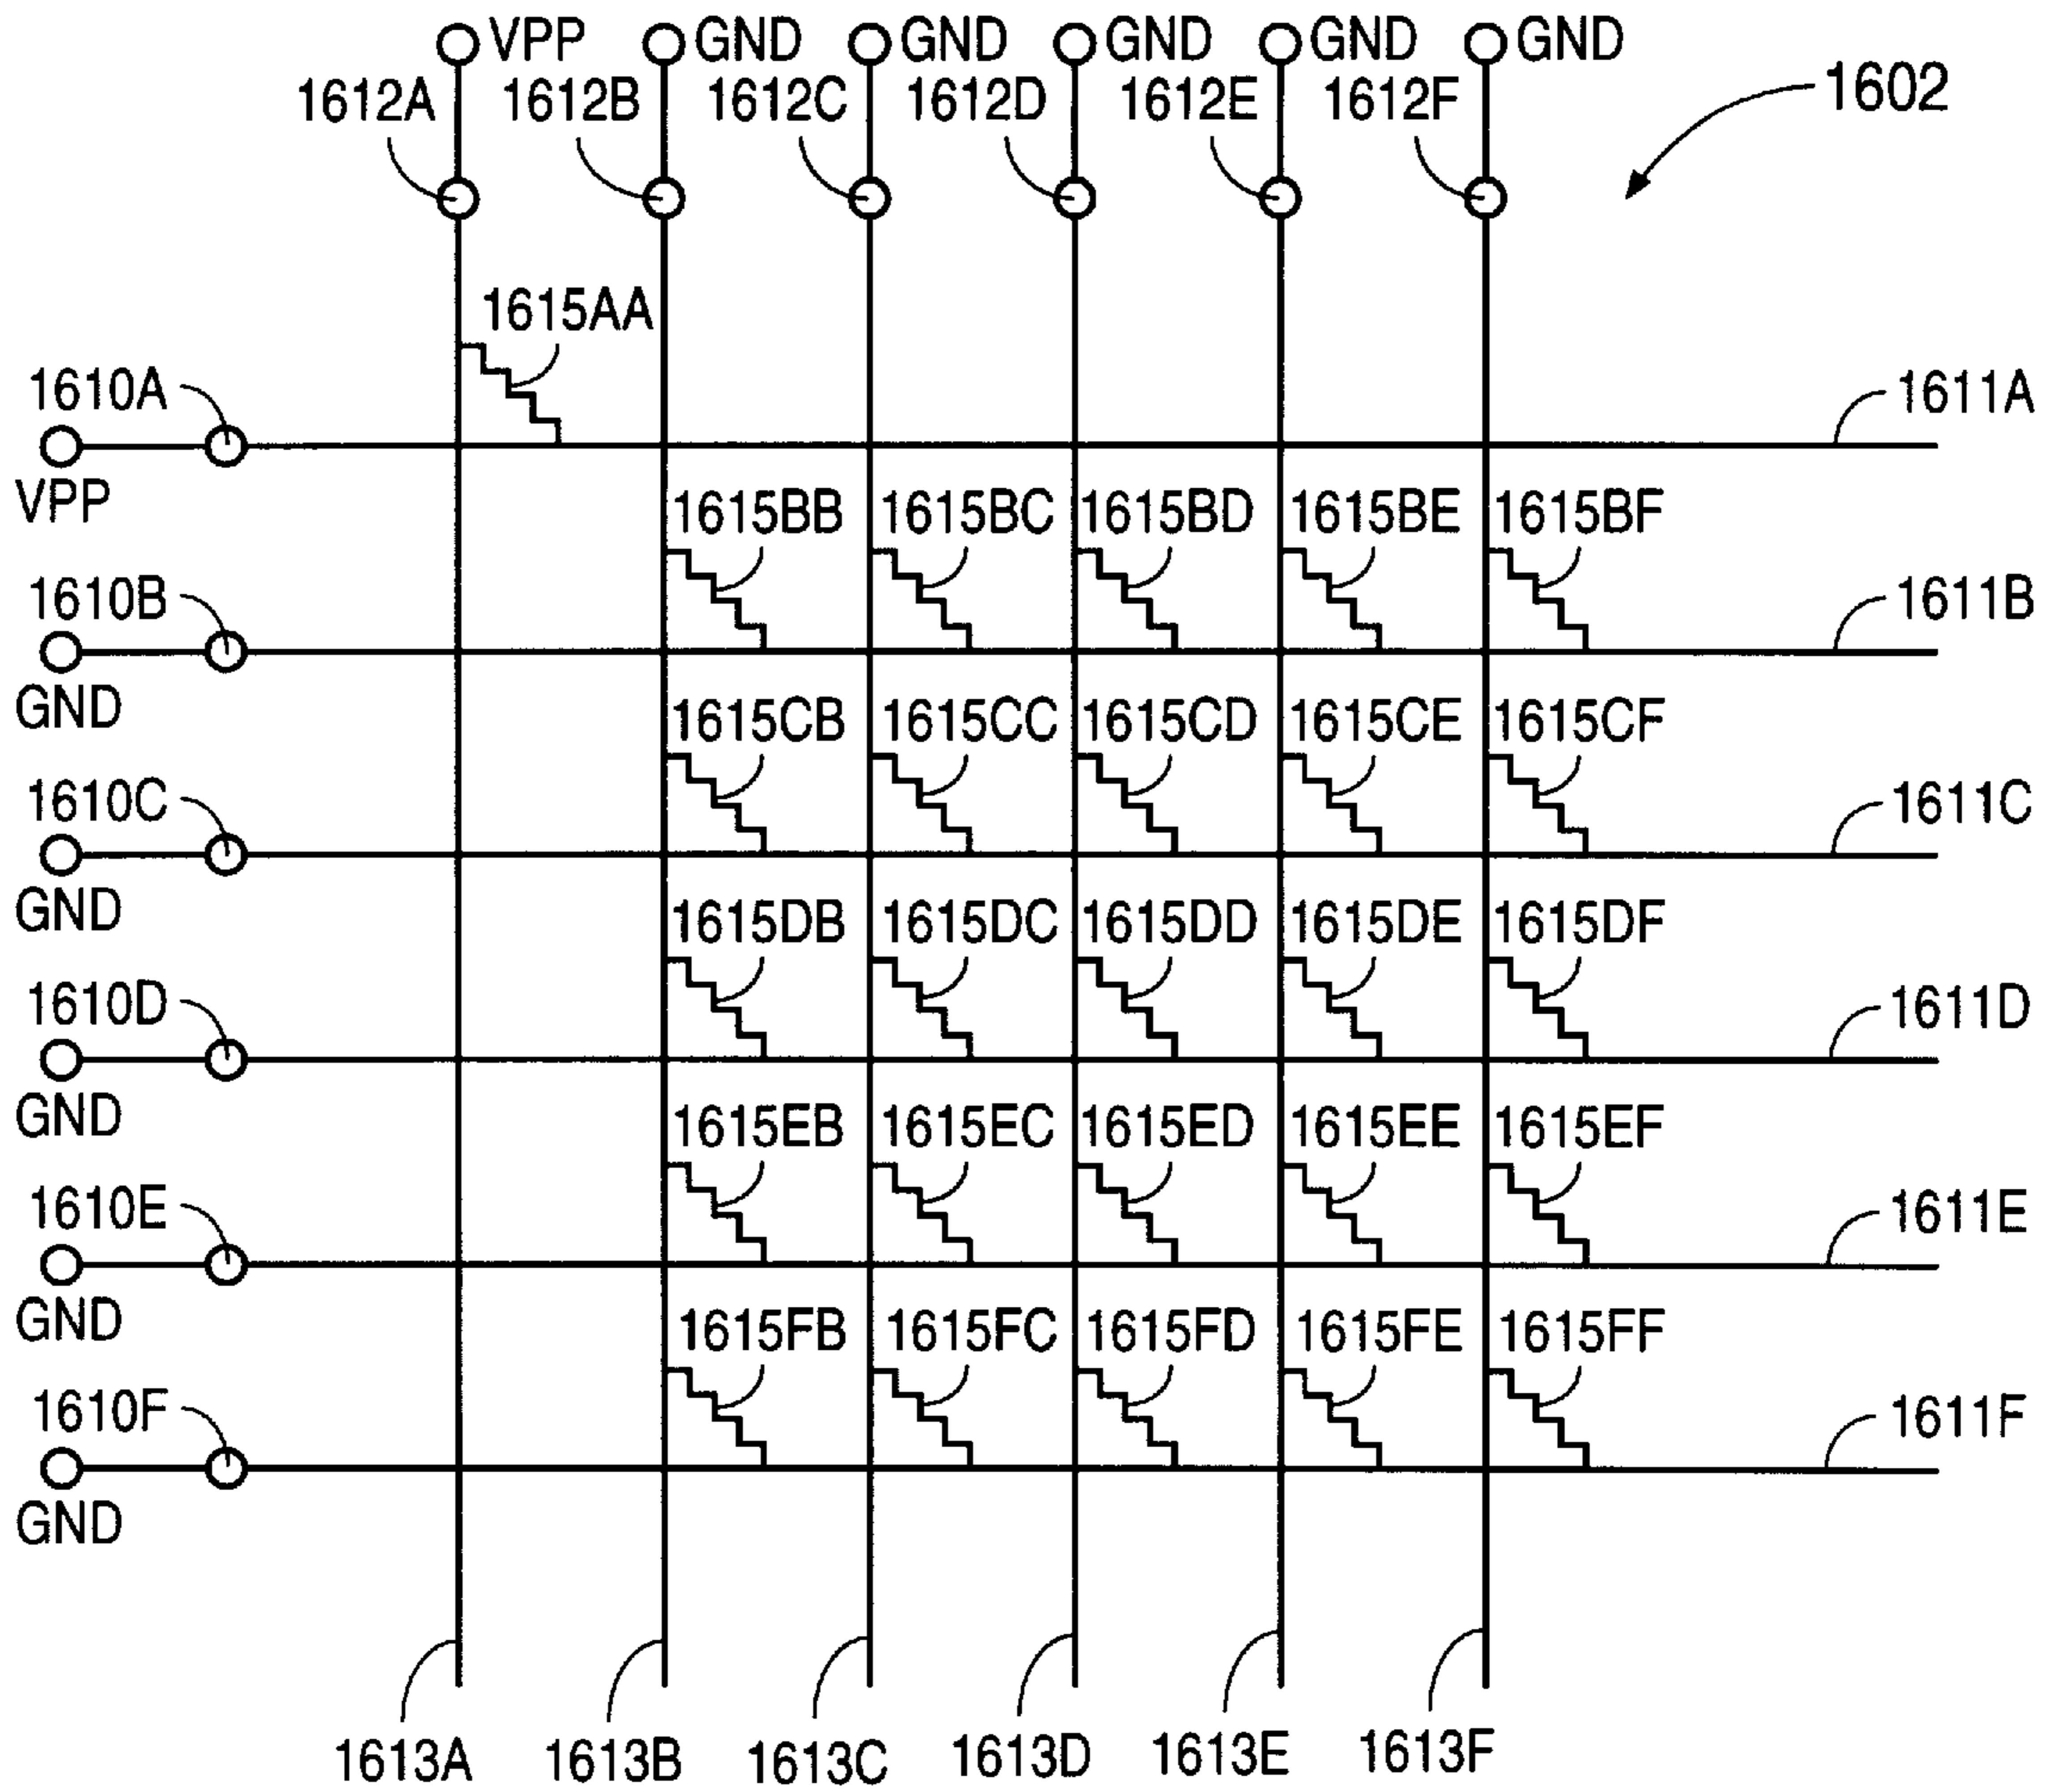 VPP GND GND GND GND GND
1612A 1612B 1612C 1612D 1612E 1612F 1602
1615AA
1610A 1611A
VPP
1615BB 1615BC 1615BD 1615BE 1615BF
1610B 1611B
GND
1615CB 1615CC 1615CD 1615CE 1615CF
1610C 1611C
GND
1615DB 1615DC 1615DD 1615DE 1615DF
1610D 1611D
GND
1615EB 1615EC 1615ED 1615EE 1615EF
1610E 1611E
GND
1615FB 1615FC 1615FD 1615FE 1615FF
1610F 1611F
GND
1613A 1613B 1613C 1613D 1613E 1613F